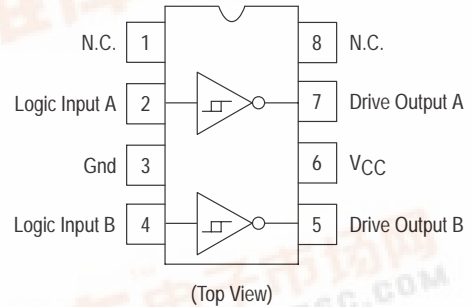 N.C. 1 8 N.C.
Logic Input A 2 7 Drive Output A
Gnd 3 6 VCC
Logic Input B 4 5 Drive Output B
(Top View)